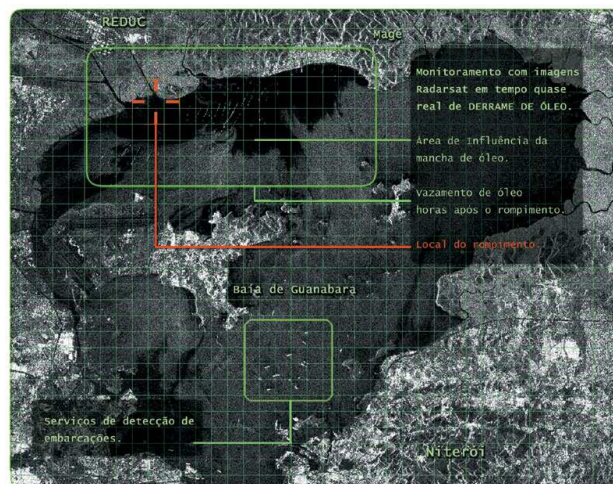 REDUC
Magé
Monitoramento com imagens
Radarsat em tempo quase
real de DERRAME DE ÓLEO.
Área de Influência da
mancha de óleo.
Vazamento de óleo
horas após o rompimento.
Local do rompimento.
Baía de Guanabara
Serviços de detecção de
embarcações.
Niterói